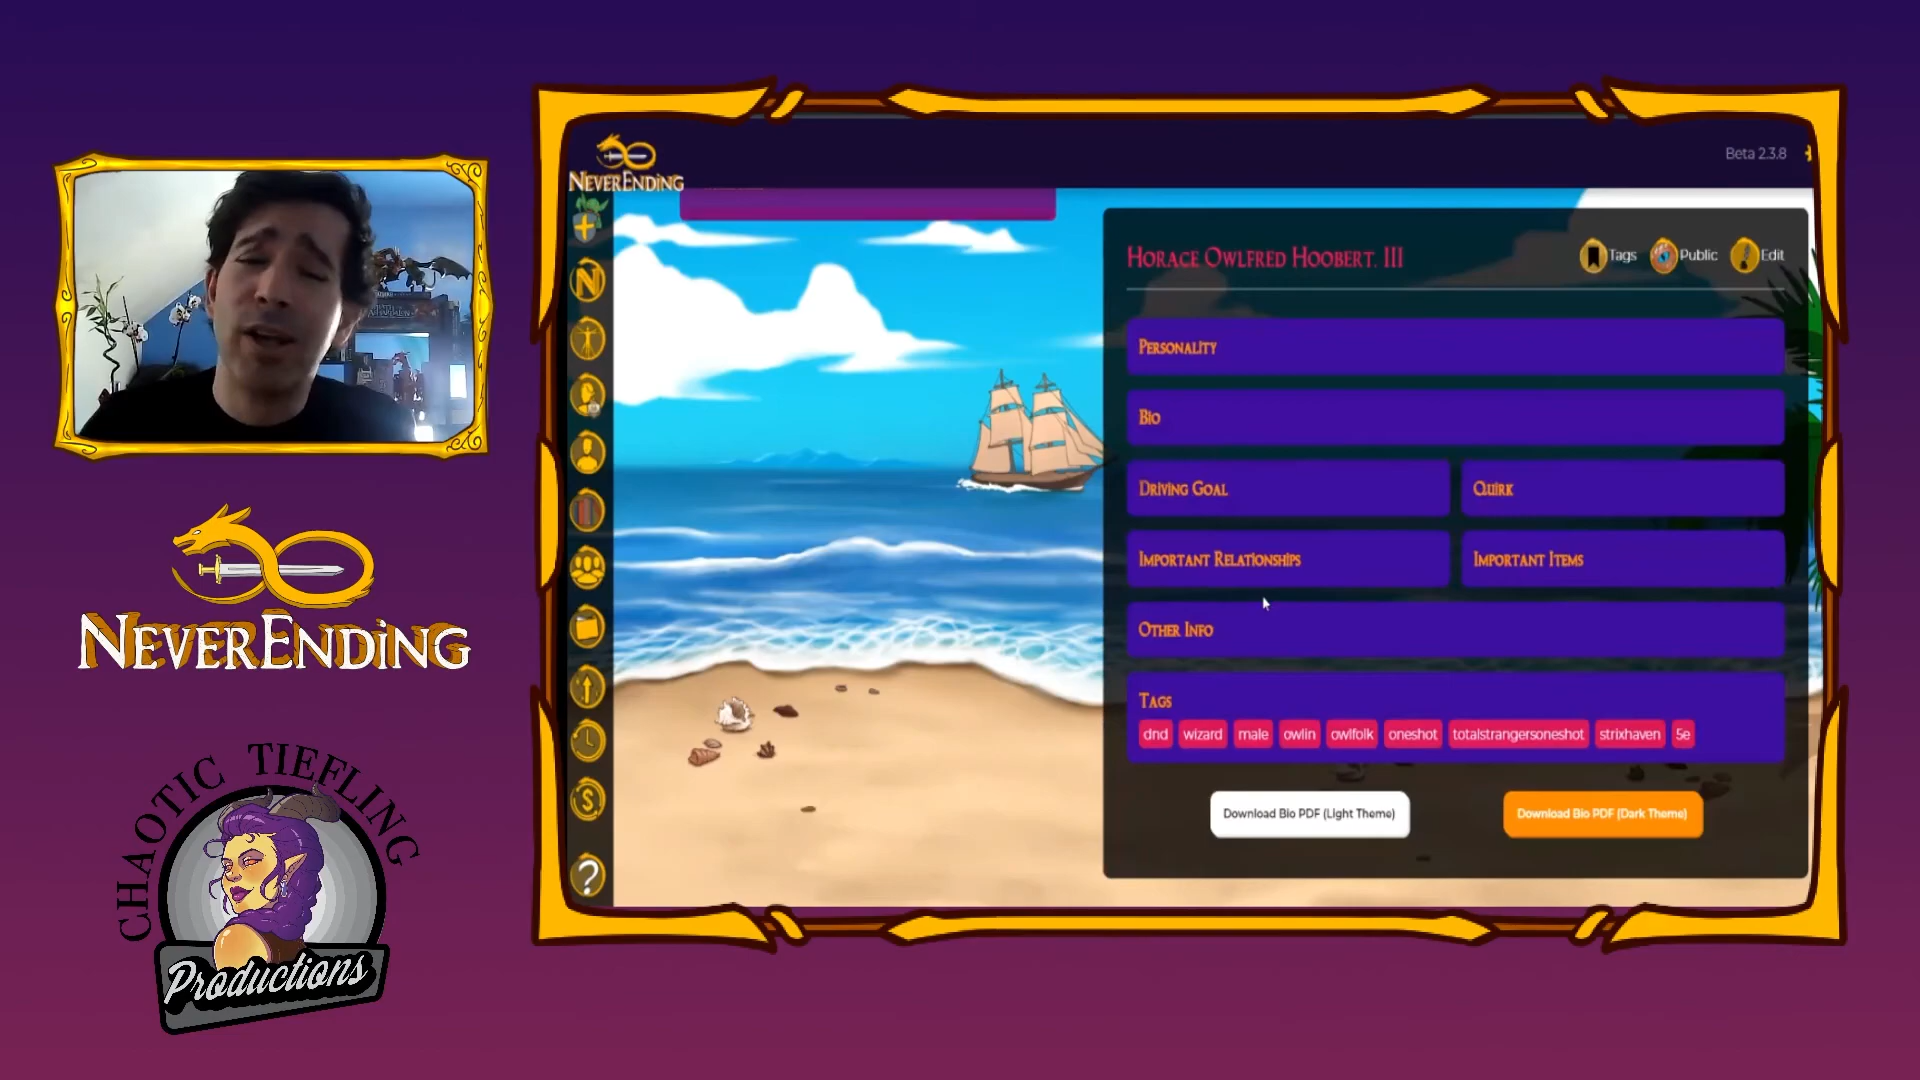 NEVERENDING
CHAOTIC TIEFLING
Productions
NEVERENDING
Beta 2.3.8
HORACE OWLFRED HOOBERT. III
Tags
Public
Edit
PERSONALITY
BIO
DRIVING GOAL
QUIRK
IMPORTANT RELATIONSHIPS
IMPORTANT ITEMS
OTHER INFO
TAGS
dnd wizard male owlin owlfolk oneshot totalstrangersoneshot strixhaven 5e
Download Bio PDF (Light Theme)
Download Bio PDF (Dark Theme)